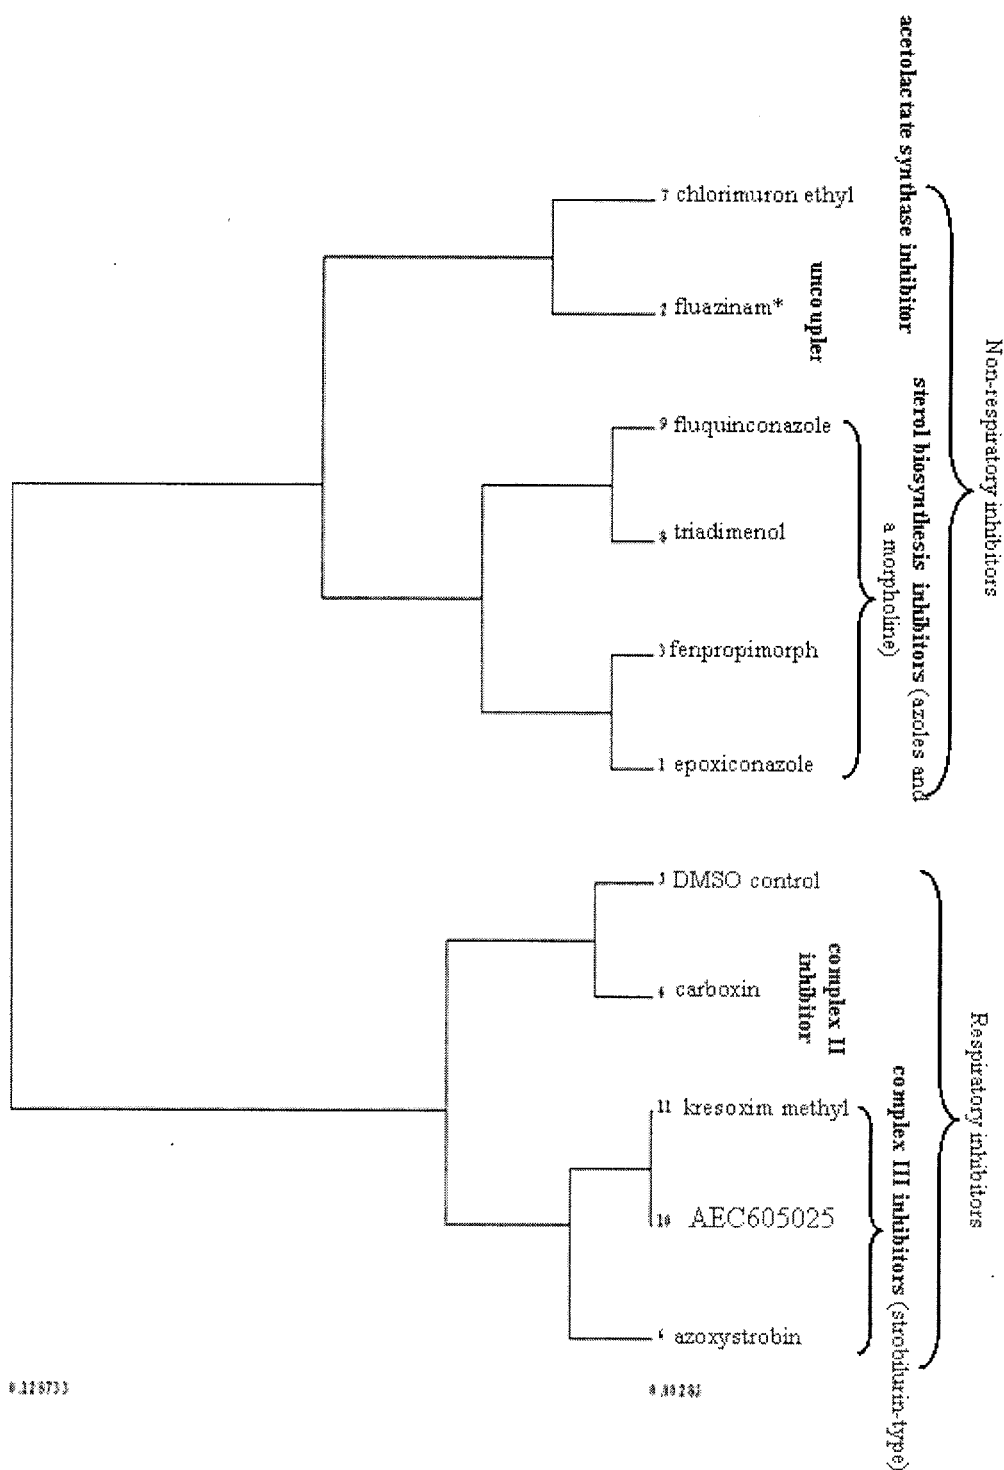 acetolactate synthase inhibitor
Non-respiratory inhibitors
7 chlorimuron ethyl
uncoupler
2 fluazinam*
sterol biosynthesis inhibitors (azoles and
a morpholine)
9 fluquinconazole
8 triadimenol
3 fenpropimorph
1 epoxiconazole
Respiratory inhibitors
DMSO control
complex II
inhibitor
carboxin
complex III inhibitors (strobilurin-type)
11 kresoxim methyl
10 AEC605025
azoxystrobin